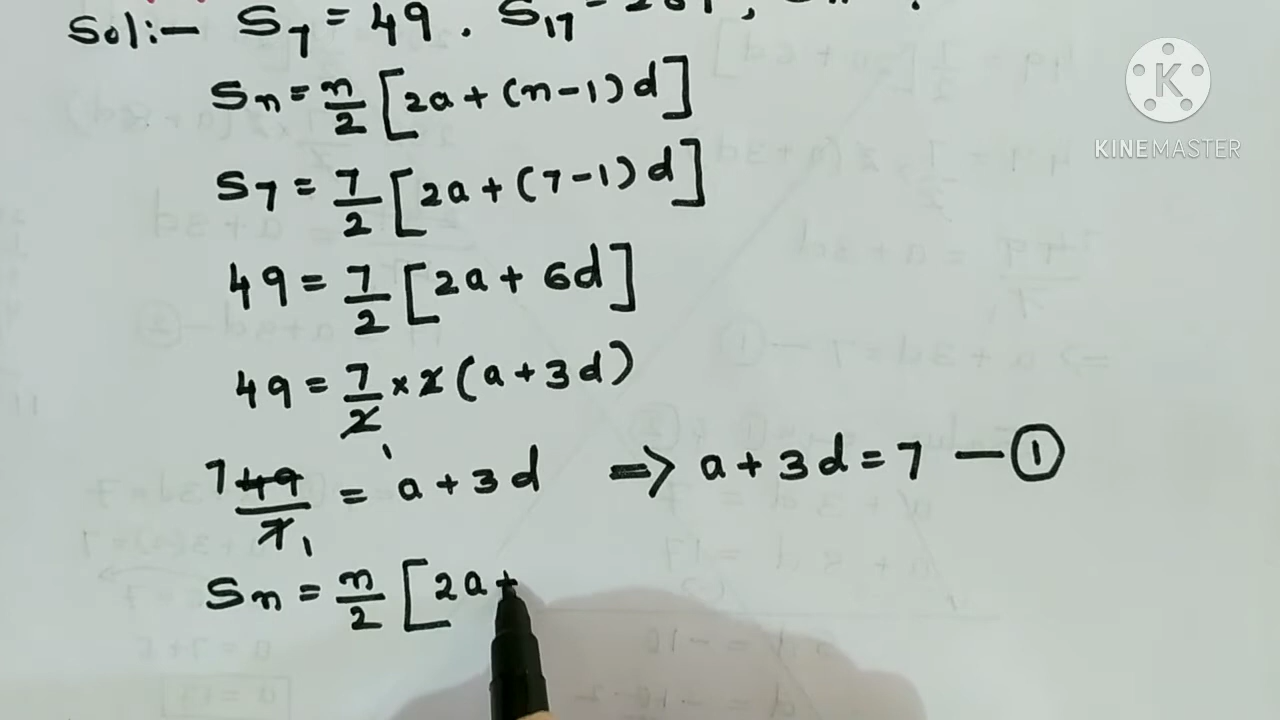 Sol:- S7 = 49 . S17
Sn = n/2 [2a + (n-1)d]
S7 = 7/2 [2a + (7-1)d]
49 = 7/2 [2a + 6d]
49 = 7/2 × 2 (a + 3d)
7 49/7 1 = a + 3d ⇒ a + 3d = 7 — ①
Sn = n/2 [2a +
K
KINEMASTER